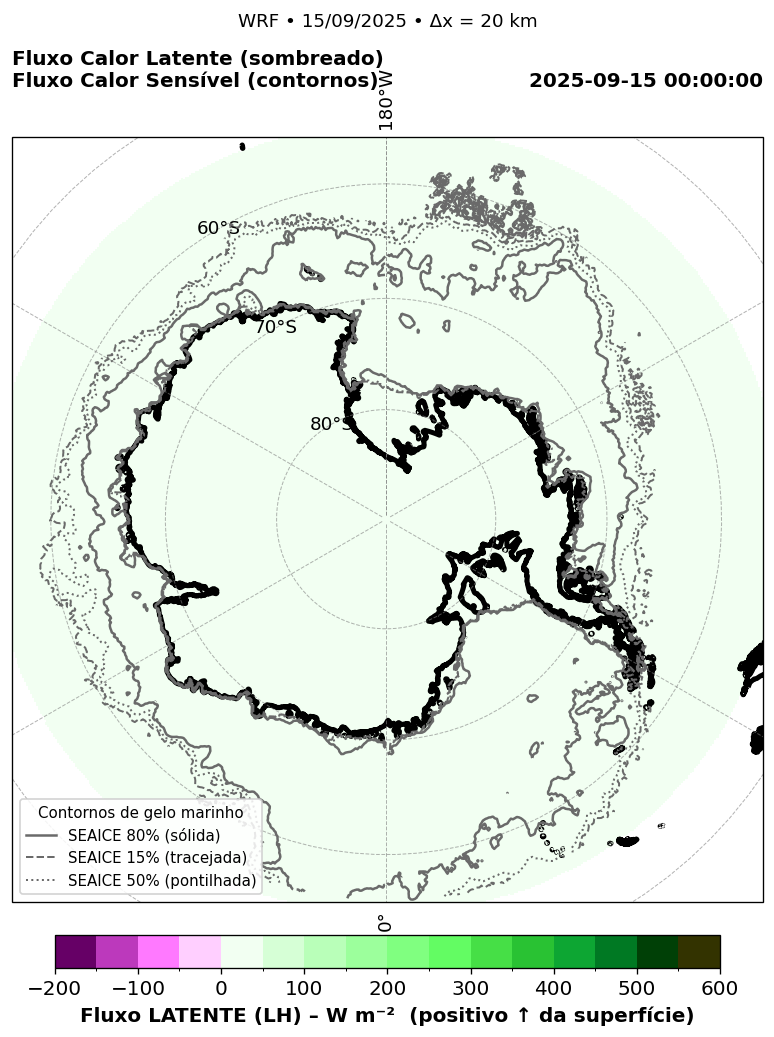 WRF • 15/09/2025 • Δx = 20 km
Fluxo Calor Latente (sombreado)
Fluxo Calor Sensível (contornos)
2025-09-15 00:00:00
180°W
60°S
70°S
80°S
Contornos de gelo marinho
SEAICE 80% (sólida)
SEAICE 15% (tracejada)
SEAICE 50% (pontilhada)
0°
−200 −100 0 100 200 300 400 500 600
Fluxo LATENTE (LH) – W m⁻² (positivo ↑ da superfície)